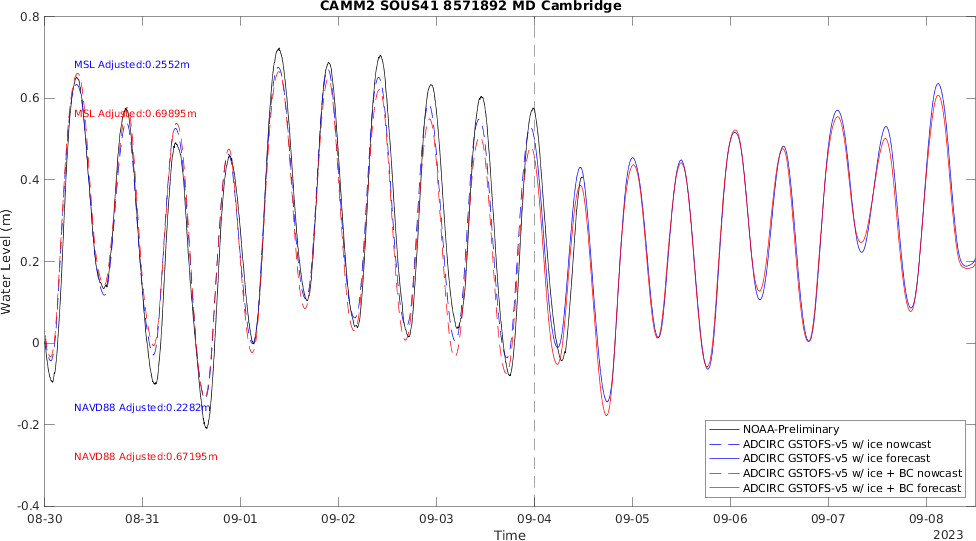 CAMM2 SOUS41 8571892 MD Cambridge
0.8
0.6
0.4
0.2
0
-0.2
-0.4
Water Level (m)
MSL Adjusted:0.2552m
MSL Adjusted:0.69895m
NAVD88 Adjusted:0.2282m
NAVD88 Adjusted:0.67195m
NOAA-Preliminary
ADCIRC GSTOFS-v5 w/ ice nowcast
ADCIRC GSTOFS-v5 w/ ice forecast
ADCIRC GSTOFS-v5 w/ ice + BC nowcast
ADCIRC GSTOFS-v5 w/ ice + BC forecast
08-30 08-31 09-01 09-02 09-03 09-04 09-05 09-06 09-07 09-08
Time
2023